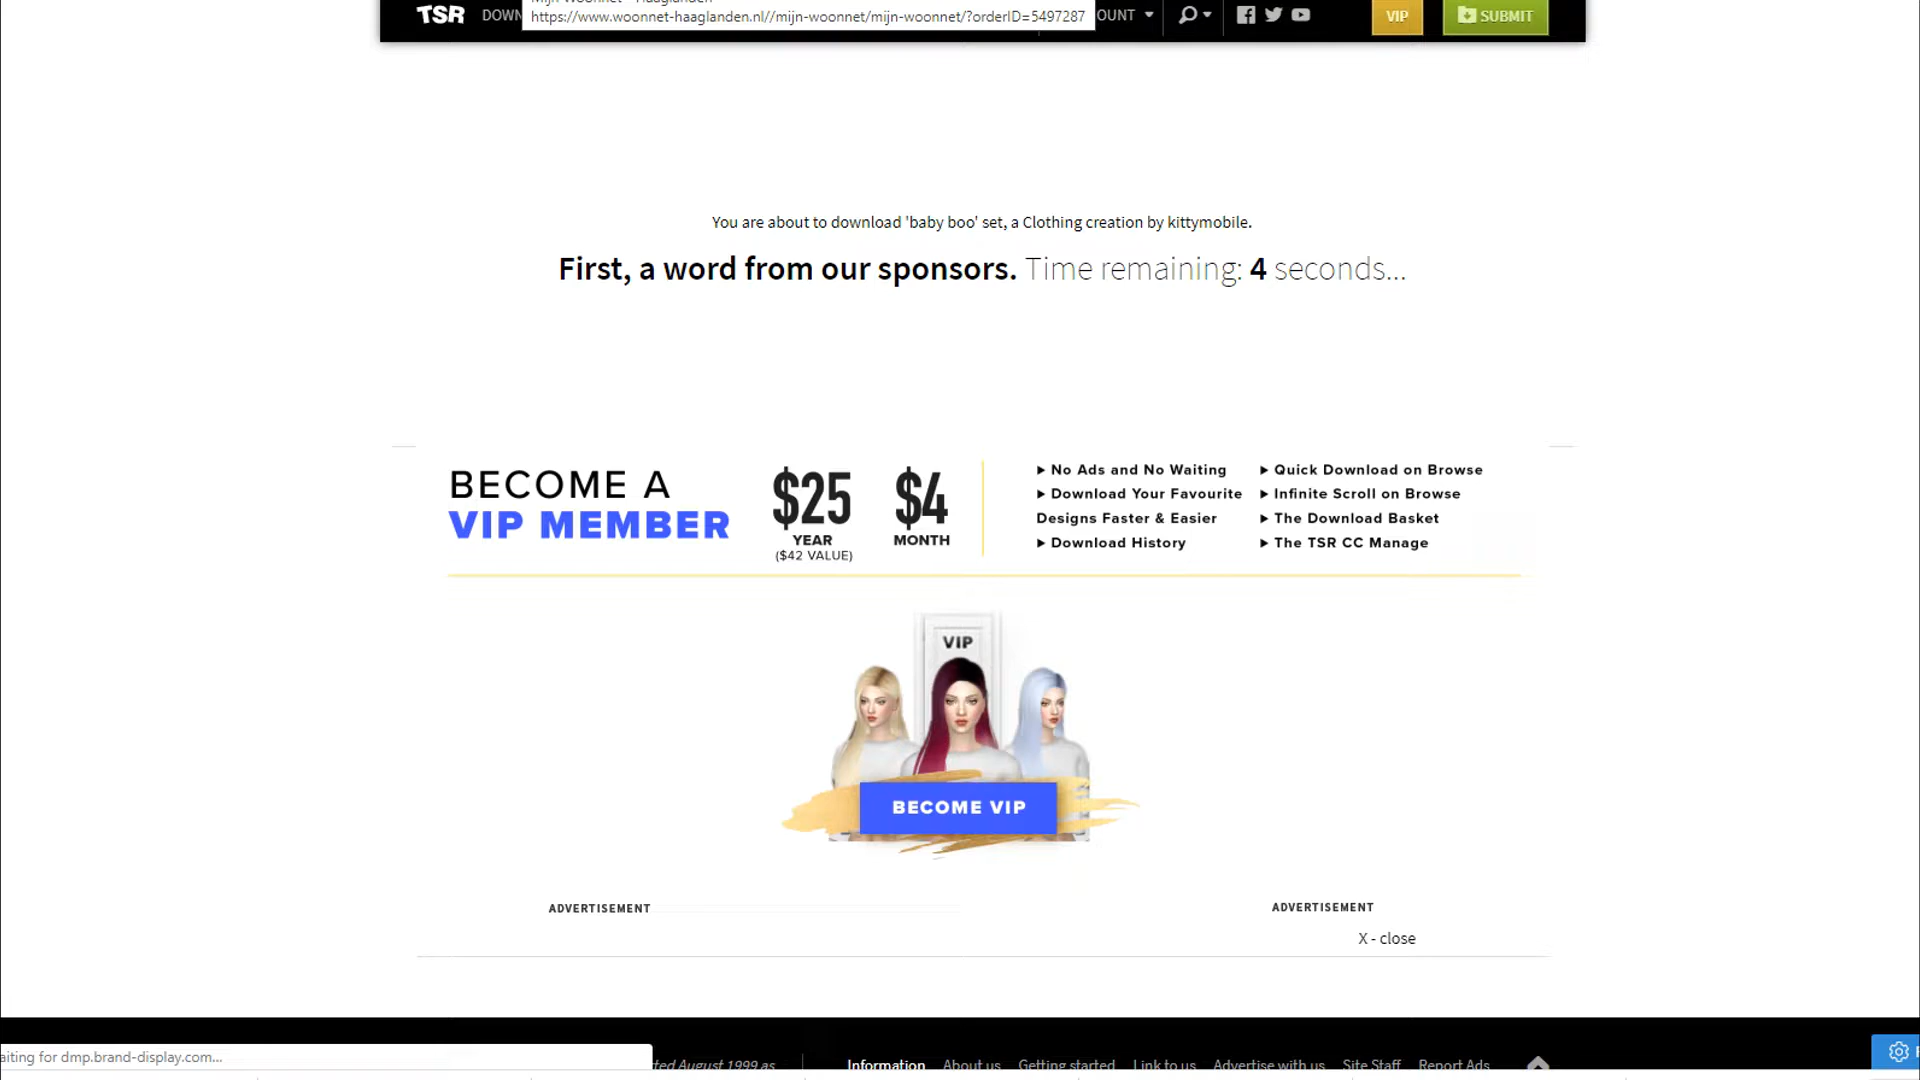 TSR DOWN
https://www.woonnet-haaglanden.nl//mijn-woonnet/mijn-woonnet/?orderID=5497287
OUNT
VIP
SUBMIT
You are about to download 'baby boo' set, a Clothing creation by kittymobile.
First, a word from our sponsors. Time remaining: 4 seconds...
BECOME A
VIP MEMBER
$25
YEAR
($42 VALUE)
$4
MONTH
▸ No Ads and No Waiting
▸ Download Your Favourite
Designs Faster & Easier
▸ Download History
▸ Quick Download on Browse
▸ Infinite Scroll on Browse
▸ The Download Basket
▸ The TSR CC Manage
VIP
BECOME VIP
ADVERTISEMENT
ADVERTISEMENT
X - close
aiting for dmp.brand-display.com...
ted August 1999 as
Information About us Getting started Link to us Advertise with us Site Staff Report Ads